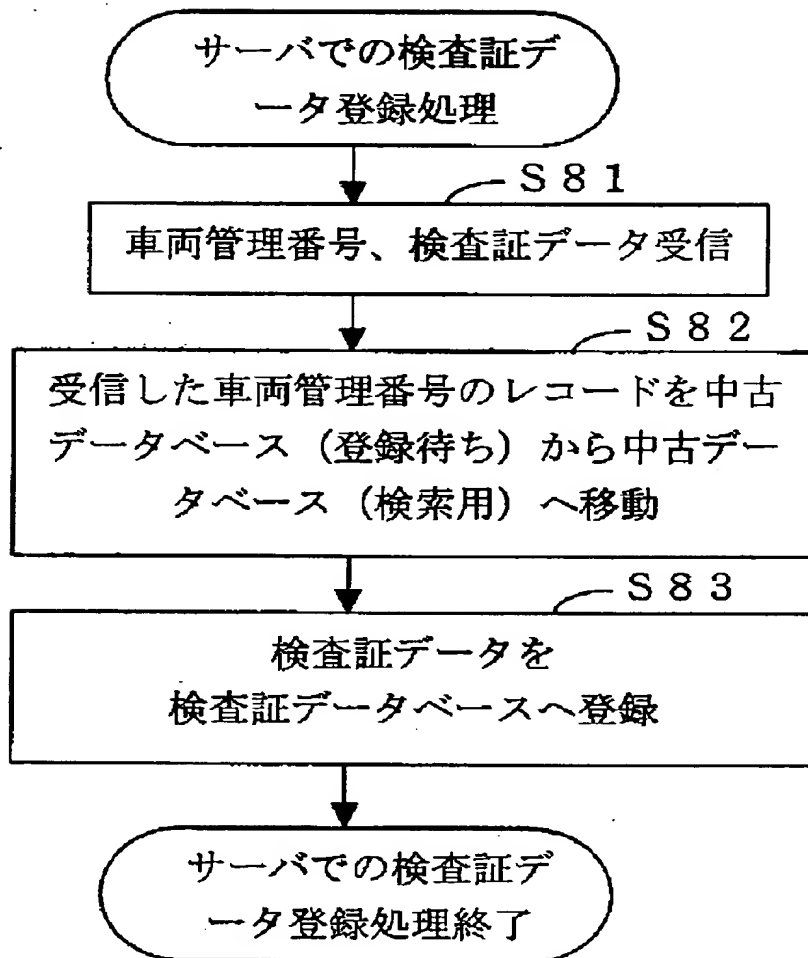 サーバでの検査証デ
ータ登録処理
S81
車両管理番号、検査証データ受信
S82
受信した車両管理番号のレコードを中古
データベース（登録待ち）から中古デー
タベース（検索用）へ移動
S83
検査証データを
検査証データベースへ登録
サーバでの検査証デ
ータ登録処理終了